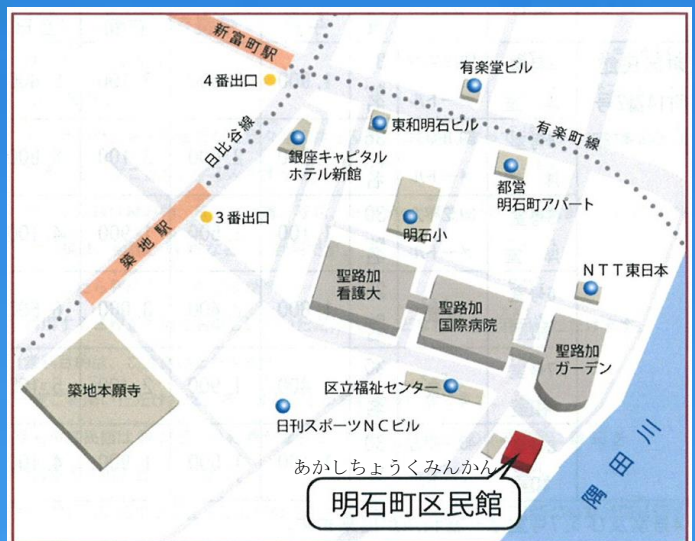 新富町駅
4番出口
有楽堂ビル
東和明石ビル
有楽町線
日比谷線
銀座キャピタル
ホテル新館
都営
明石町アパート
3番出口
築地駅
明石小
NTT東日本
聖路加
看護大
聖路加
国際病院
聖路加
ガーデン
築地本願寺
区立福祉センター
日刊スポーツNCビル
隅田川
あかしちょうくみんかん
明石町区民館